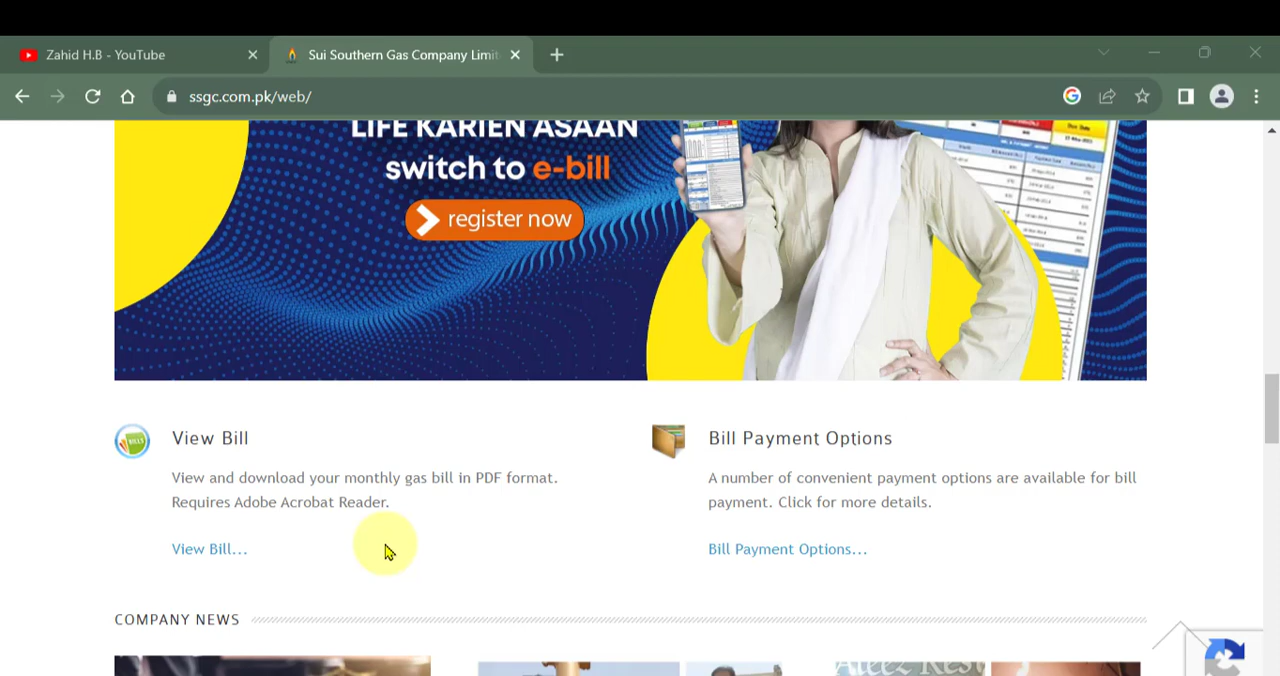 Zahid H.B - YouTube
Sui Southern Gas Company Limit
ssgc.com.pk/web/
LIFE KARIEN ASAAN
switch to e-bill
register now
View Bill
View and download your monthly gas bill in PDF format.
Requires Adobe Acrobat Reader.
View Bill...
Bill Payment Options
A number of convenient payment options are available for bill
payment. Click for more details.
Bill Payment Options...
COMPANY NEWS